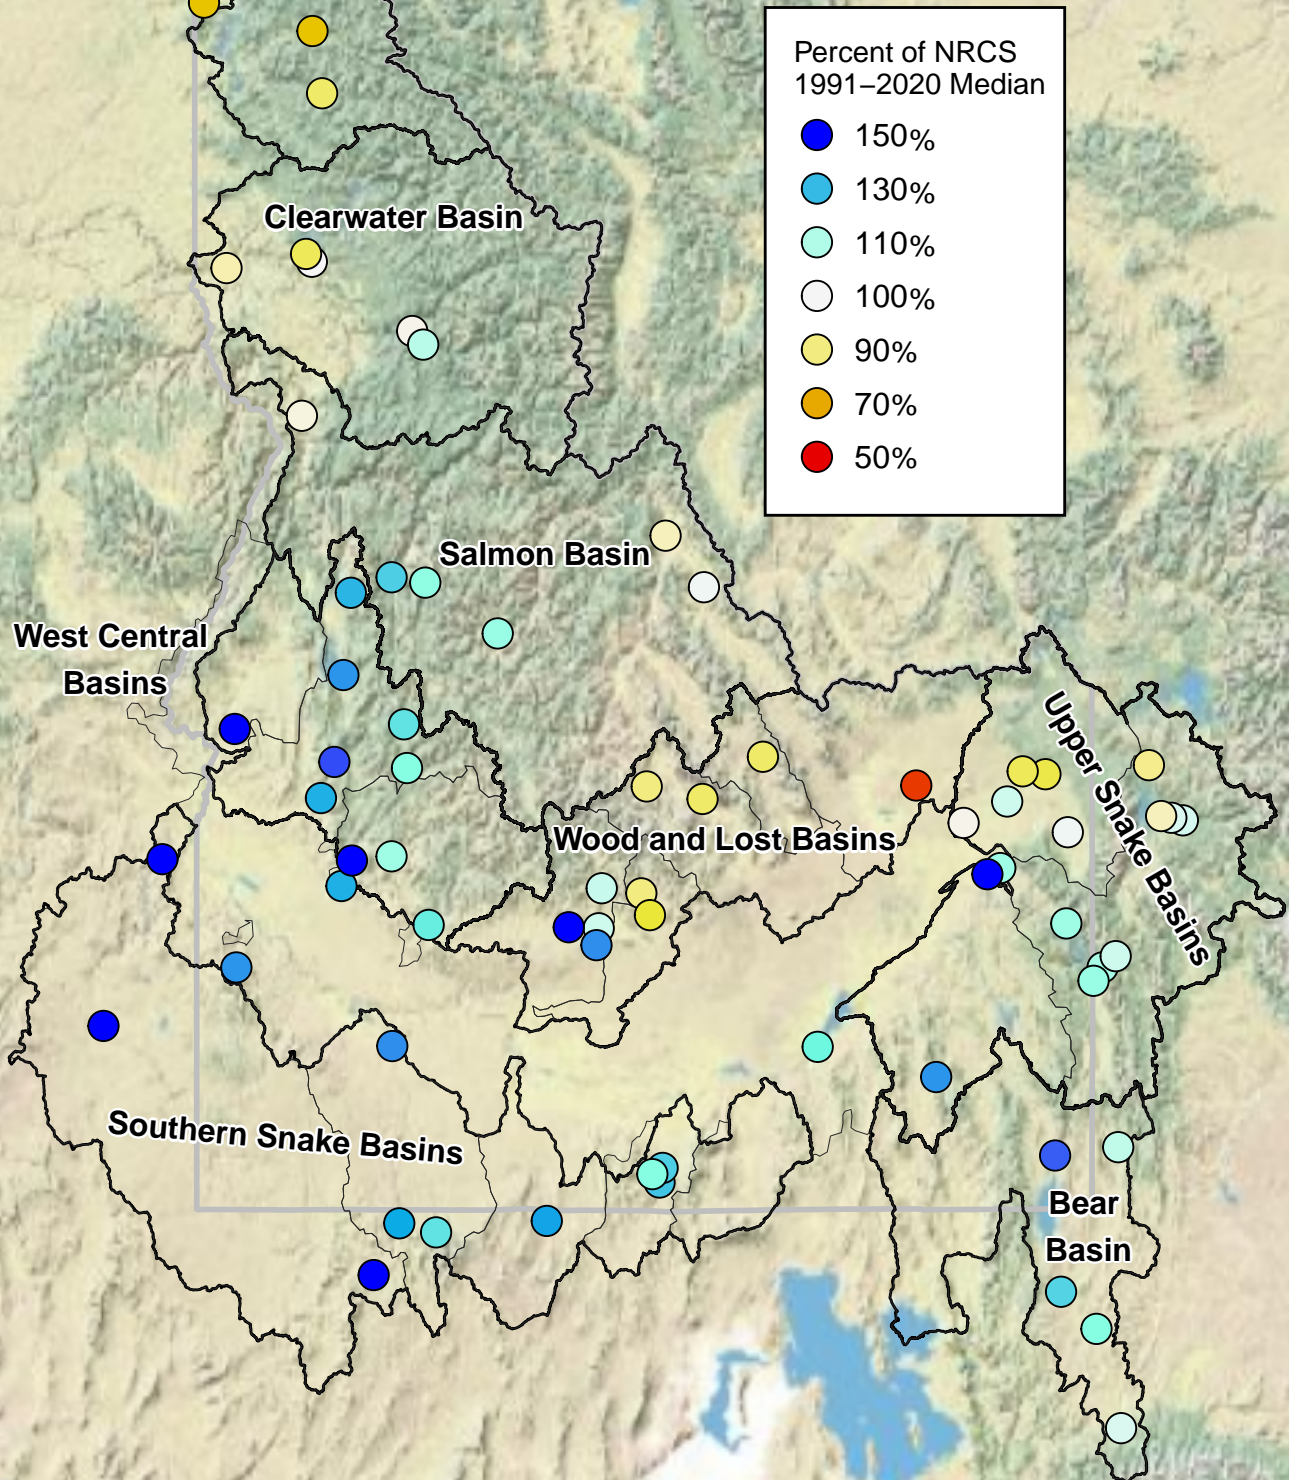 Percent of NRCS
1991–2020 Median
150%
130%
110%
100%
90%
70%
50%
Clearwater Basin
Salmon Basin
West Central
Basins
Upper Snake Basins
Wood and Lost Basins
Southern Snake Basins
Bear
Basin